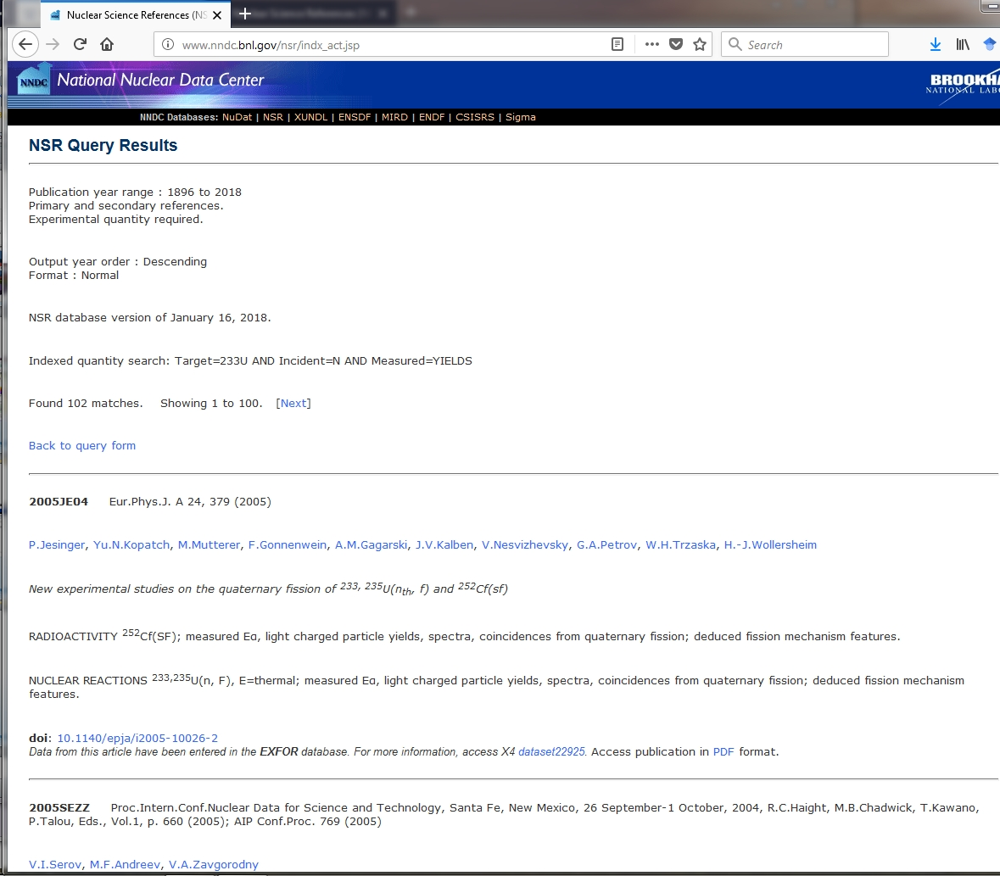 Nuclear Science References (NS
www.nndc.bnl.gov/nsr/indx_act.jsp
Search
NNDC National Nuclear Data Center
BROOKHA
NATIONAL LABO
NNDC Databases: NuDat | NSR | XUNDL | ENSDF | MIRD | ENDF | CSISRS | Sigma
NSR Query Results
Publication year range : 1896 to 2018
Primary and secondary references.
Experimental quantity required.
Output year order : Descending
Format : Normal
NSR database version of January 16, 2018.
Indexed quantity search: Target=233U AND Incident=N AND Measured=YIELDS
Found 102 matches. Showing 1 to 100. [Next]
Back to query form
2005JE04 Eur.Phys.J. A 24, 379 (2005)
P.Jesinger, Yu.N.Kopatch, M.Mutterer, F.Gonnenwein, A.M.Gagarski, J.V.Kalben, V.Nesvizhevsky, G.A.Petrov, W.H.Trzaska, H.-J.Wollersheim
New experimental studies on the quaternary fission of ²³³, ²³⁵U(nth, f) and ²⁵²Cf(sf)
RADIOACTIVITY ²⁵²Cf(SF); measured Eα, light charged particle yields, spectra, coincidences from quaternary fission; deduced fission mechanism features.
NUCLEAR REACTIONS ²³³,²³⁵U(n, F), E=thermal; measured Eα, light charged particle yields, spectra, coincidences from quaternary fission; deduced fission mechanism
features.
doi: 10.1140/epja/i2005-10026-2
Data from this article have been entered in the EXFOR database. For more information, access X4 dataset22925. Access publication in PDF format.
2005SEZZ Proc.Intern.Conf.Nuclear Data for Science and Technology, Santa Fe, New Mexico, 26 September-1 October, 2004, R.C.Haight, M.B.Chadwick, T.Kawano,
P.Talou, Eds., Vol.1, p. 660 (2005); AIP Conf.Proc. 769 (2005)
V.I.Serov, M.F.Andreev, V.A.Zavgorodny